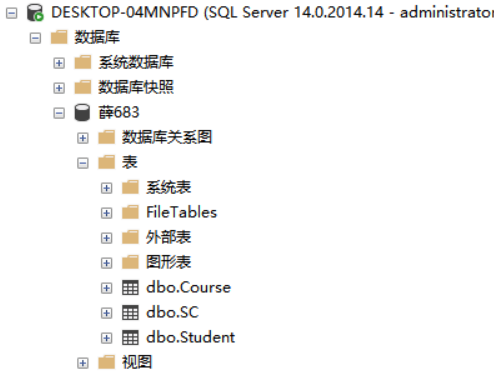 DESKTOP-04MNPFD (SQL Server 14.0.2014.14 - administrator
数据库
系统数据库
数据库快照
薛683
数据库关系图
表
系统表
FileTables
外部表
图形表
dbo.Course
dbo.SC
dbo.Student
视图